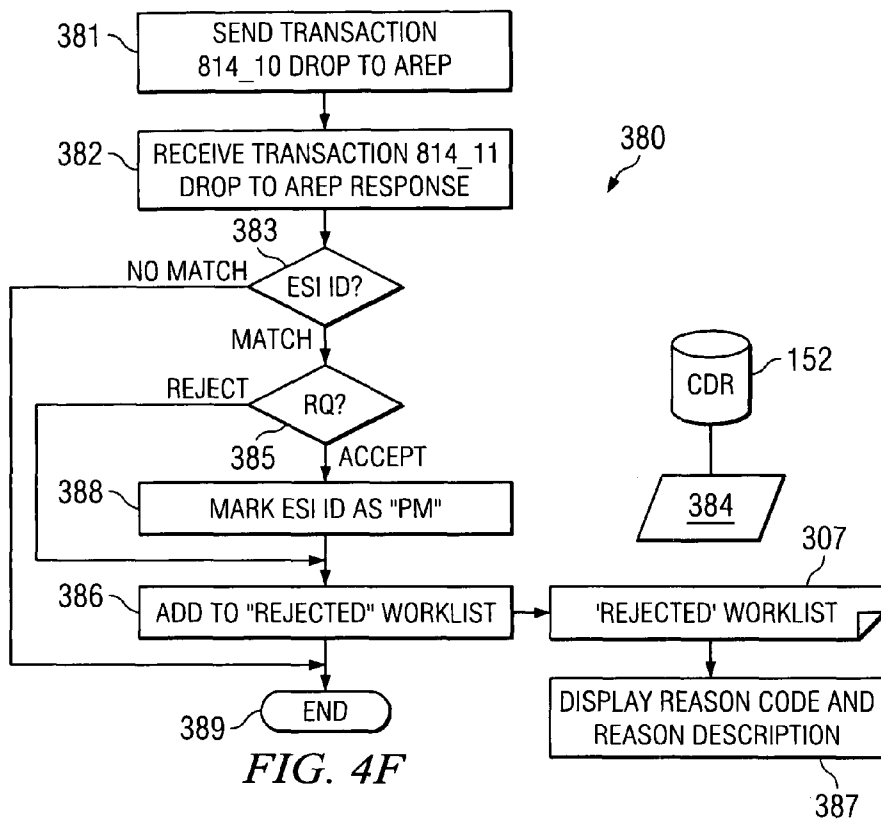 381
SEND TRANSACTION
814_10 DROP TO AREP
382
RECEIVE TRANSACTION 814_11
DROP TO AREP RESPONSE
380
383
NO MATCH
ESI ID?
MATCH
REJECT
RQ?
385
ACCEPT
CDR
152
384
388
MARK ESI ID AS "PM"
386
ADD TO "REJECTED" WORKLIST
307
'REJECTED' WORKLIST
389
END
DISPLAY REASON CODE AND
REASON DESCRIPTION
387
FIG. 4F